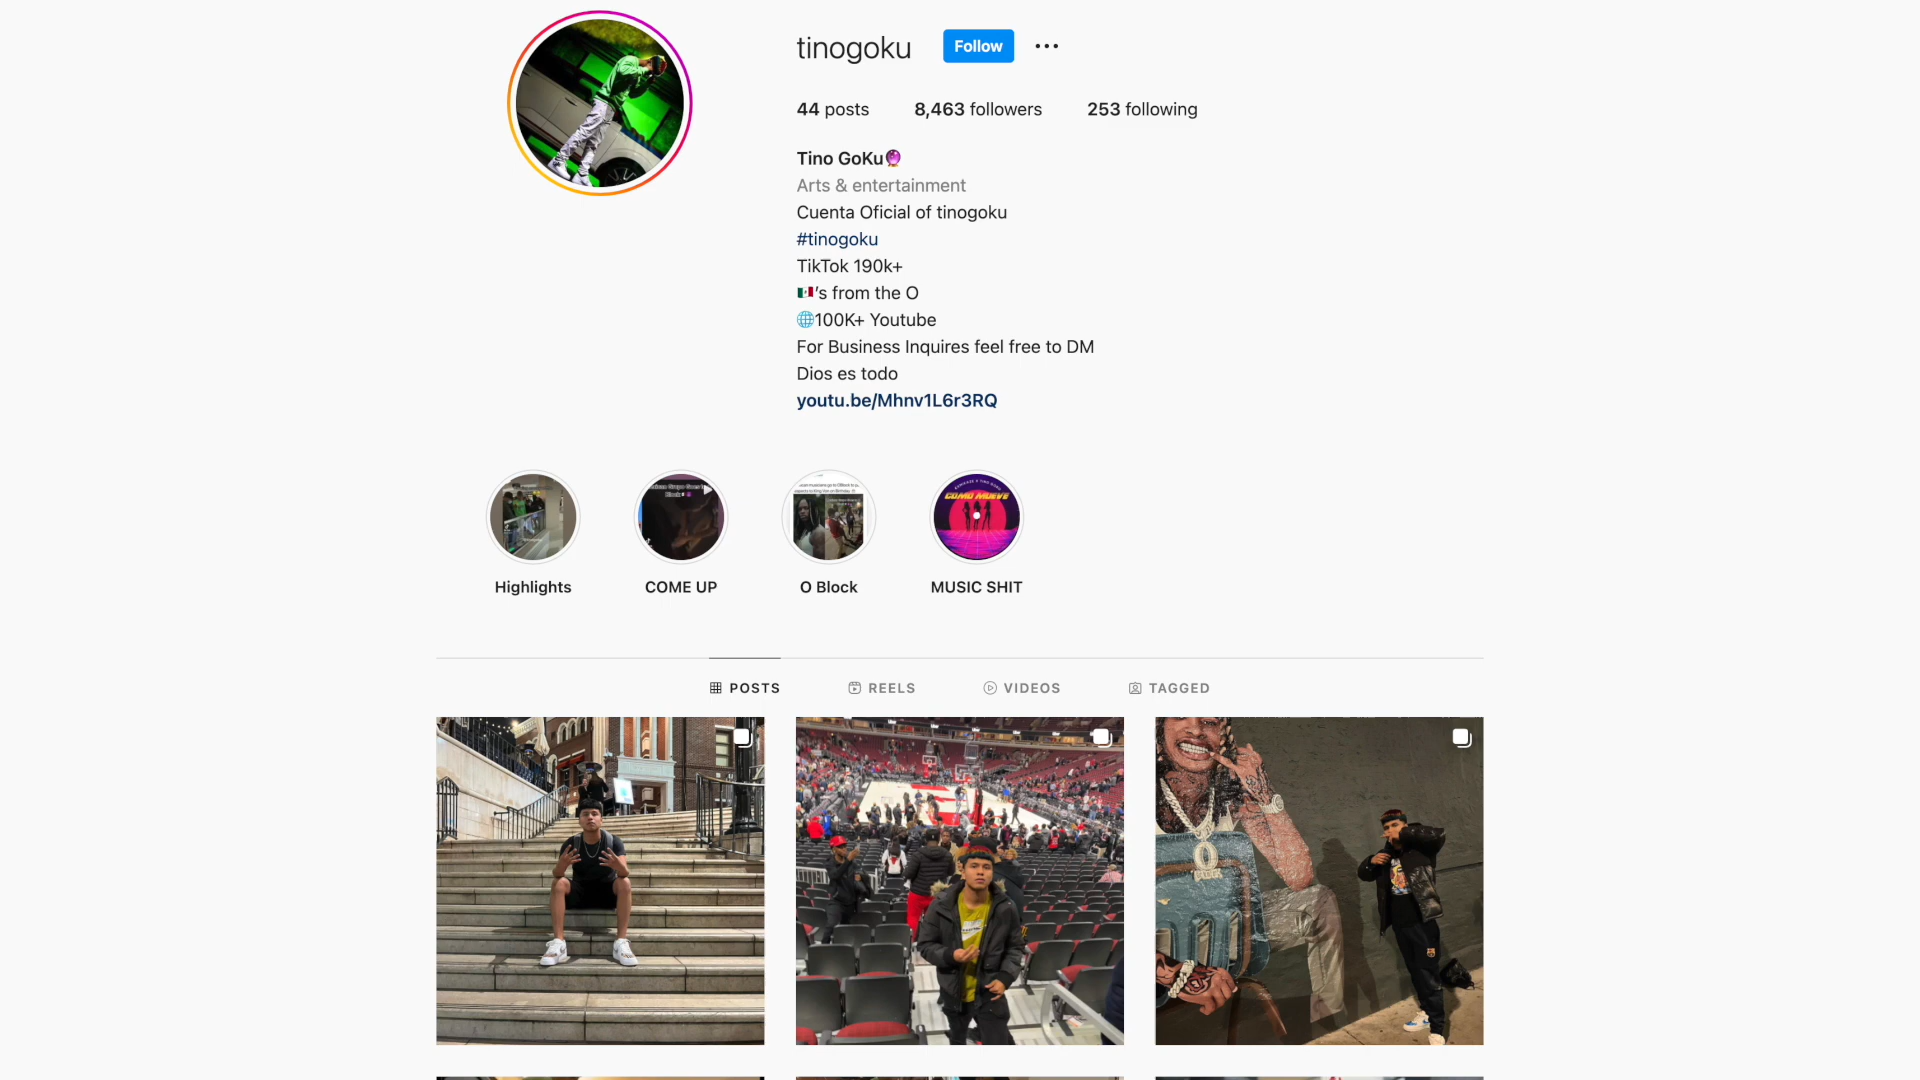 tinogoku Follow
44 posts 8,463 followers 253 following
Tino GoKu🔮
Arts & entertainment
Cuenta Oficial of tinogoku
#tinogoku
TikTok 190k+
🇲🇽's from the O
🌐100K+ Youtube
For Business Inquires feel free to DM
Dios es todo
youtu.be/Mhnv1L6r3RQ
COMO MUEVE
Highlights COME UP O Block MUSIC SHIT
POSTS REELS VIDEOS TAGGED